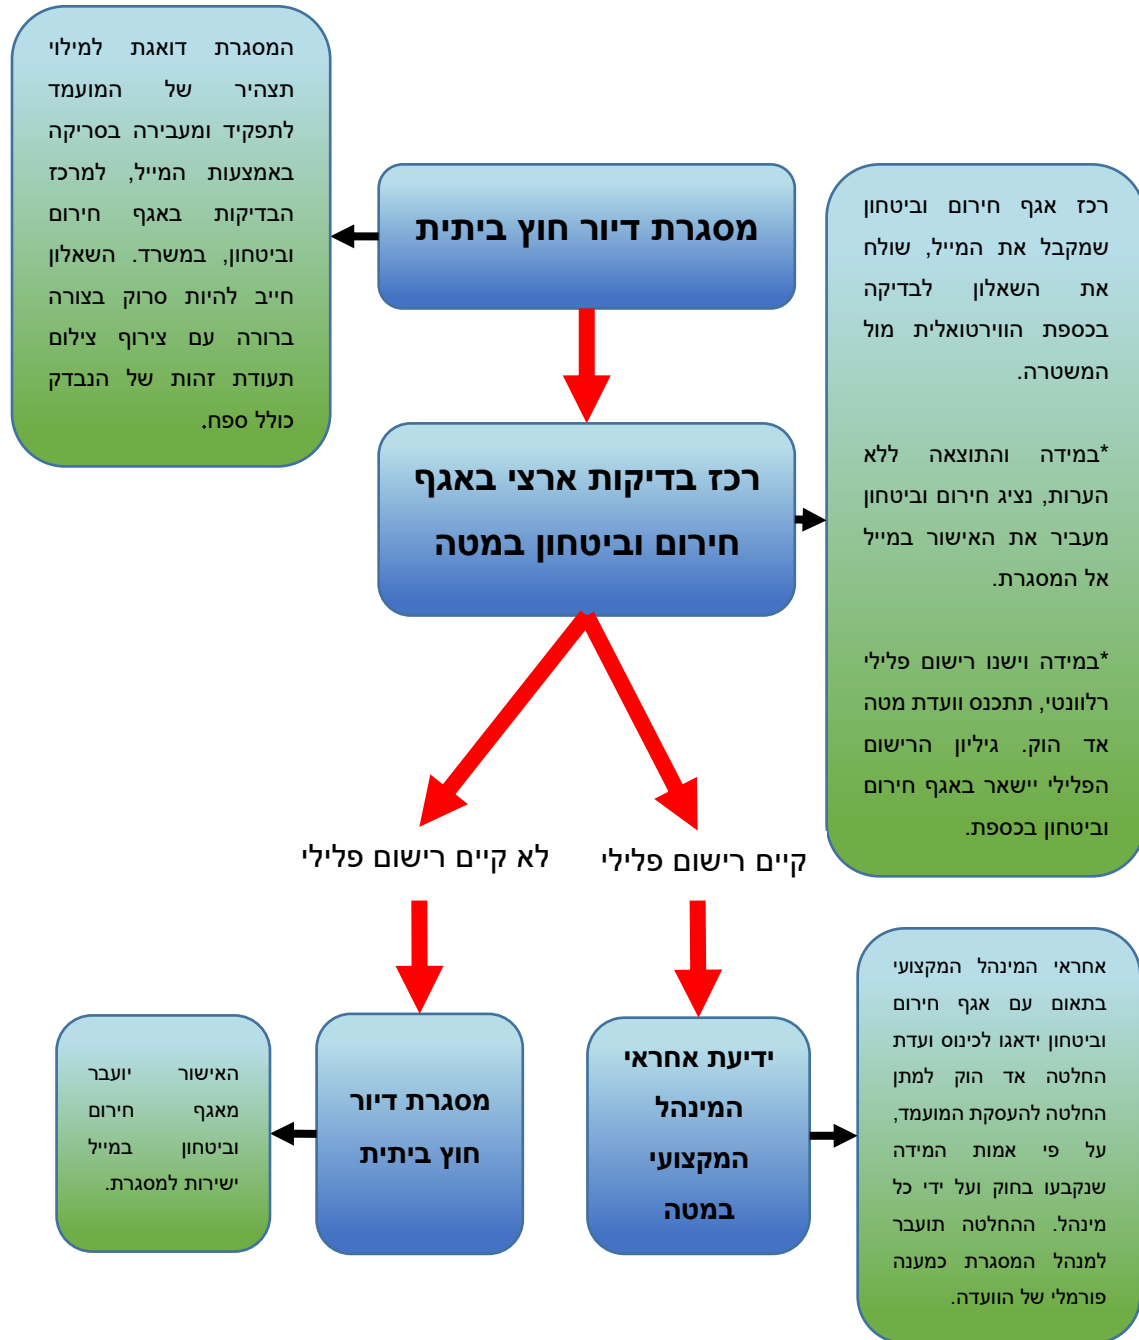 המסגרת דואגת למילוי
תצהיר של המועמד
לתפקיד ומעבירה בסריקה
באמצעות המייל, למרכז
הבדיקות באגף חירום
וביטחון, במשרד. השאלון
חייב להיות סרוק בצורה
ברורה עם צירוף צילום
תעודת זהות של הנבדק
כולל ספח.
מסגרת דיור חוץ ביתית
רכז אגף חירום וביטחון
שמקבל את המייל, שולח
את השאלון לבדיקה
בכספת הווירטואלית מול
המשטרה.
*במידה והתוצאה ללא
הערות, נציג חירום וביטחון
מעביר את האישור במייל
אל המסגרת.
*במידה וישנו רישום פלילי
רלוונטי, תתכנס וועדת מטה
אד הוק. גיליון הרישום
הפלילי יישאר באגף חירום
וביטחון בכספת.
רכז בדיקות ארצי באגף
חירום וביטחון במטה
קיים רישום פלילי
לא קיים רישום פלילי
אחראי המינהל המקצועי
בתאום עם אגף חירום
וביטחון ידאגו לכינוס ועדת
החלטה אד הוק למתן
החלטה להעסקת המועמד,
על פי אמות המידה
שנקבעו בחוק ועל ידי כל
מינהל. ההחלטה תועבר
למנהל המסגרת כמענה
פורמלי של הוועדה.
ידיעת אחראי
המינהל
המקצועי
במטה
מסגרת דיור
חוץ ביתית
האישור יועבר
מאגף חירום
וביטחון במייל
ישירות למסגרת.